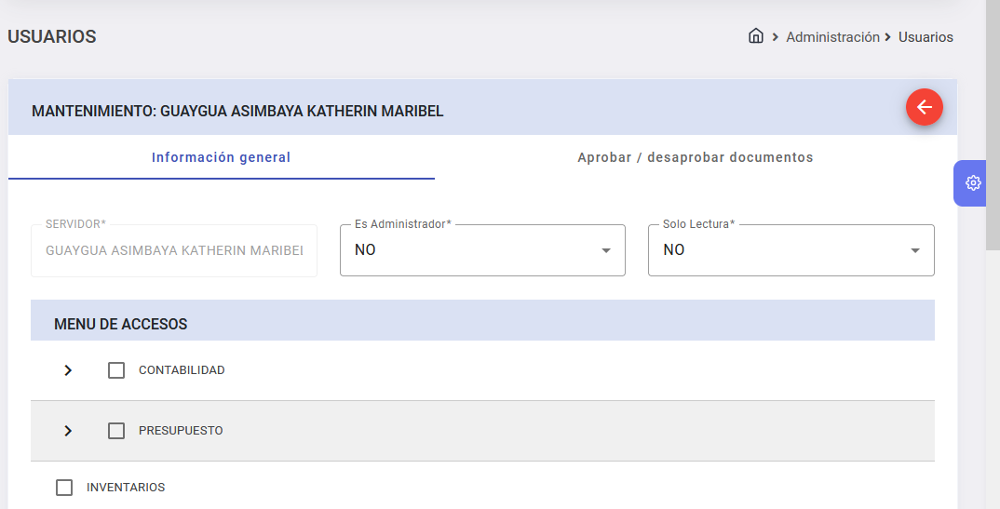 USUARIOS
Administración > Usuarios
MANTENIMIENTO: GUAYGUA ASIMBAYA KATHERIN MARIBEL
Información general
Aprobar / desaprobar documentos
SERVIDOR*
GUAYGUA ASIMBAYA KATHERIN MARIBEL
Es Administrador*
NO
Solo Lectura*
NO
MENU DE ACCESOS
CONTABILIDAD
PRESUPUESTO
INVENTARIOS